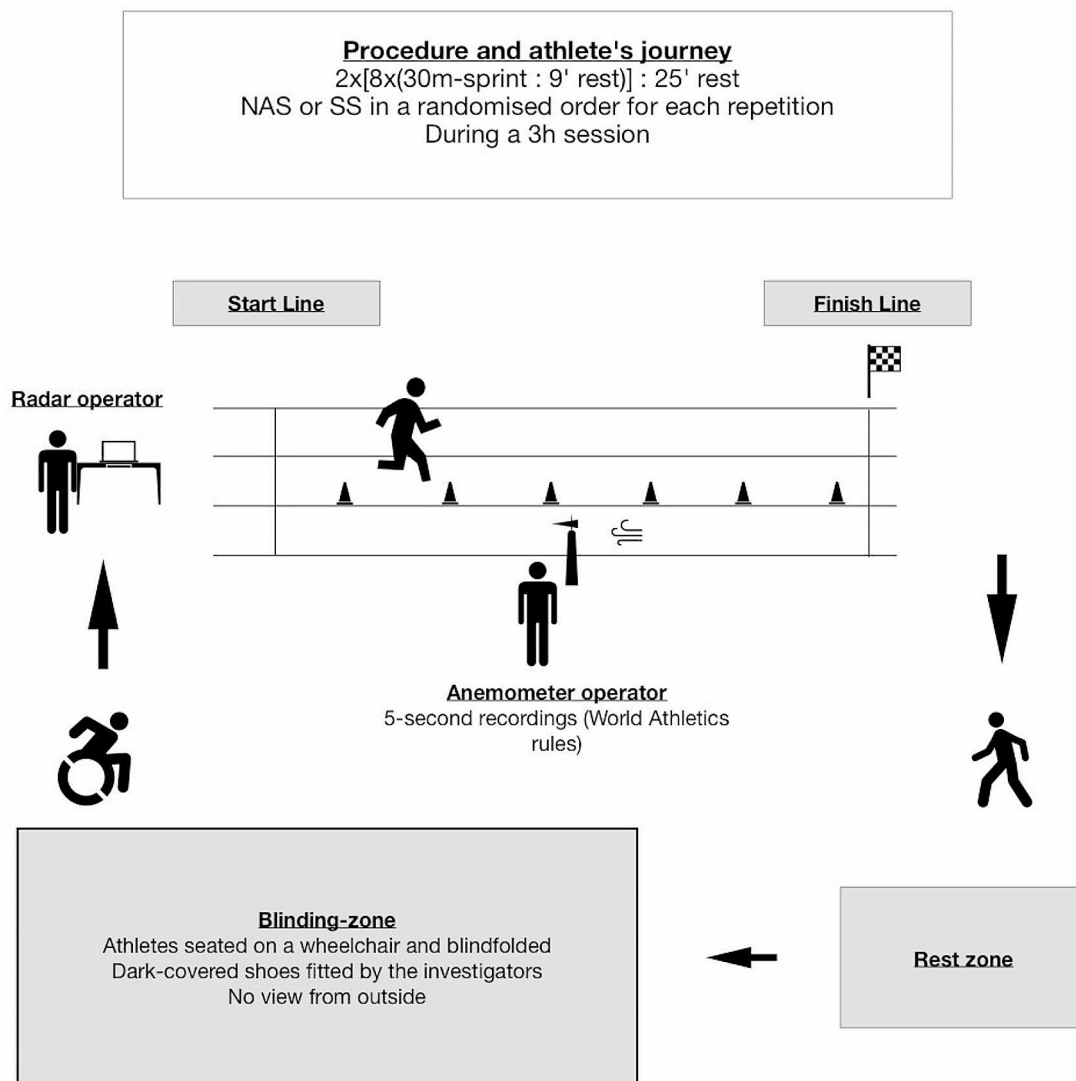 Procedure and athlete's journey
2x[8x(30m-sprint : 9' rest)] : 25' rest
NAS or SS in a randomised order for each repetition
During a 3h session
Start Line
Finish Line
Radar operator
Anemometer operator
5-second recordings (World Athletics
rules)
Blinding-zone
Athletes seated on a wheelchair and blindfolded
Dark-covered shoes fitted by the investigators
No view from outside
Rest zone